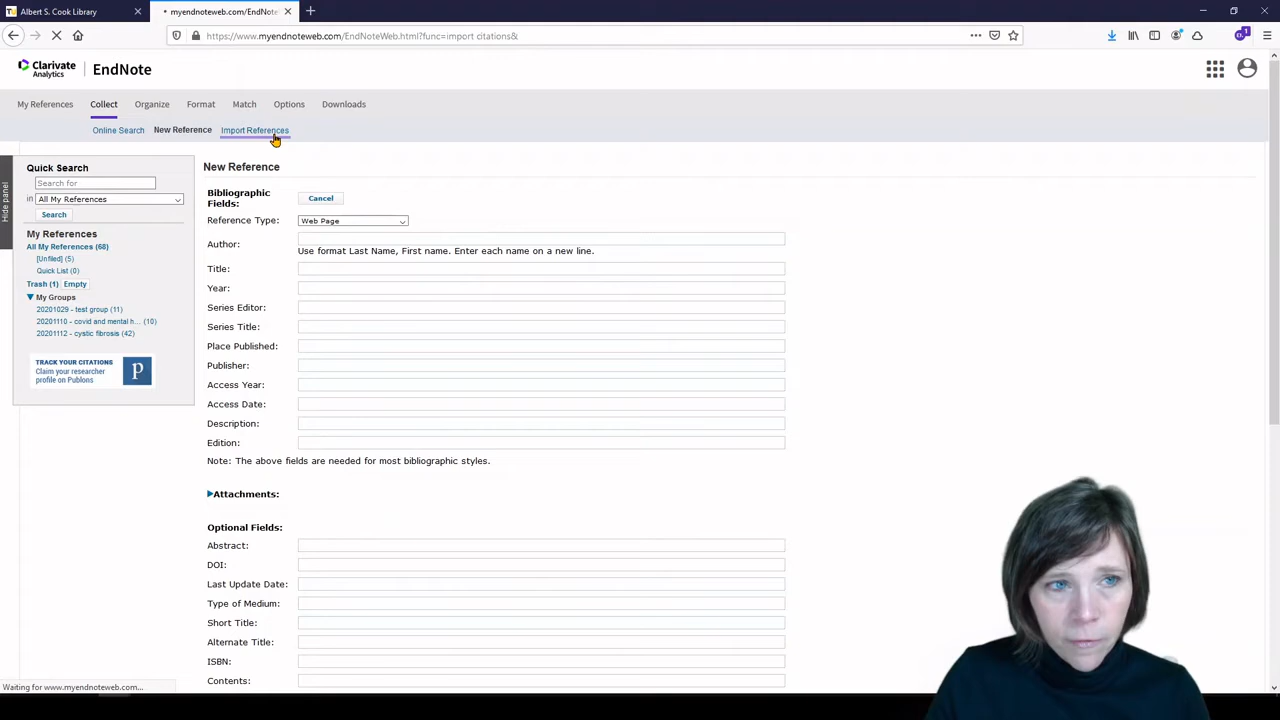 Albert S. Cook Library
myendnoteweb.com/EndNote
https://www.myendnoteweb.com/EndNoteWeb.html?func=import citations&
Clarivate Analytics
EndNote
My References Collect Organize Format Match Options Downloads
Online Search New Reference Import References
Hide panel
Quick Search
Search for
in All My References
Search
My References
All My References (68)
[Unfiled] (5)
Quick List (0)
Trash (1) Empty
My Groups
20201029 - test group (11)
20201110 - covid and mental h... (10)
20201112 - cystic fibrosis (42)
TRACK YOUR CITATIONS
Claim your researcher
profile on Publons
P
New Reference
Bibliographic Fields: Cancel
Reference Type: Web Page
Author:
Use format Last Name, First name. Enter each name on a new line.
Title:
Year:
Series Editor:
Series Title:
Place Published:
Publisher:
Access Year:
Access Date:
Description:
Edition:
Note: The above fields are needed for most bibliographic styles.
Attachments:
Optional Fields:
Abstract:
DOI:
Last Update Date:
Type of Medium:
Short Title:
Alternate Title:
ISBN:
Contents:
Waiting for www.myendnoteweb.com...